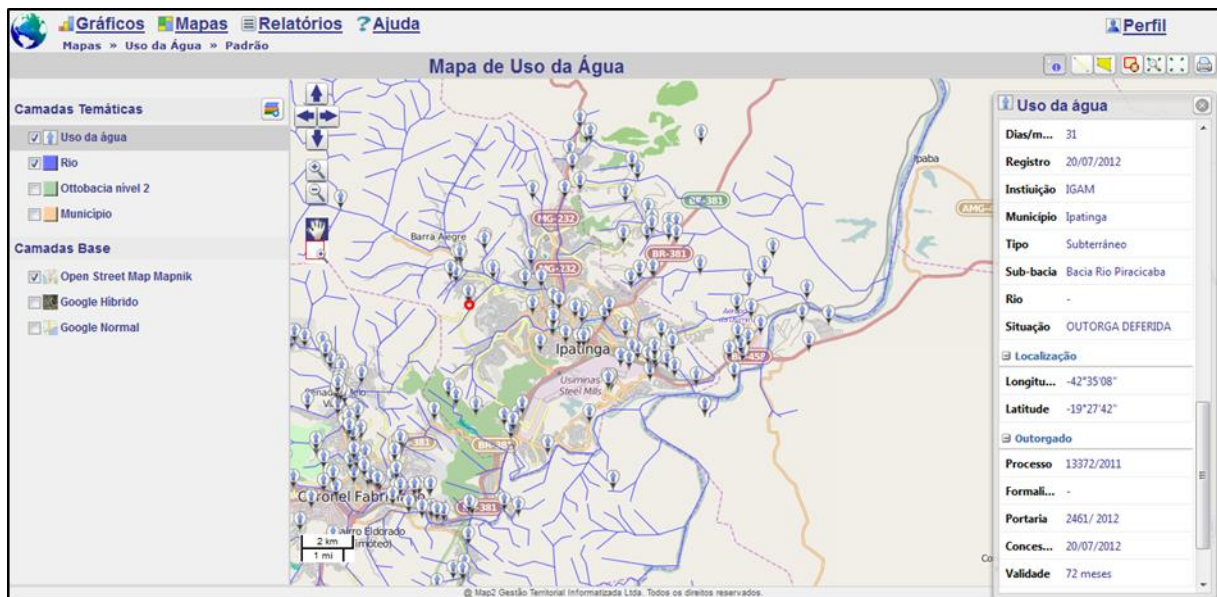 Gráficos Mapas Relatórios Ajuda
Perfil
Mapas » Uso da Água » Padrão
Mapa de Uso da Água
Camadas Temáticas
Uso da água
Rio
Ottobacia nível 2
Município
Camadas Base
Open Street Map Mapnik
Google Híbrido
Google Normal
Ipaba
BR-381
MG-232
Barra Alegre
BR-381
MG-232
Ipatinga
Usiminas
Steel Mills
Coronel
2 km
1 mi
Uso da água
Dias/m... 31
Registro 20/07/2012
Instiuição IGAM
Município Ipatinga
Tipo Subterrâneo
Sub-bacia Bacia Rio Piracicaba
Rio -
Situação OUTORGA DEFERIDA
Localização
Longitu... -42°35'08"
Latitude -19°27'42"
Outorgado
Processo 13372/2011
Formali... -
Portaria 2461/ 2012
Conces... 20/07/2012
Validade 72 meses
@ Map2 Gestão Territorial Informatizada Ltda. Todos os direitos reservados.